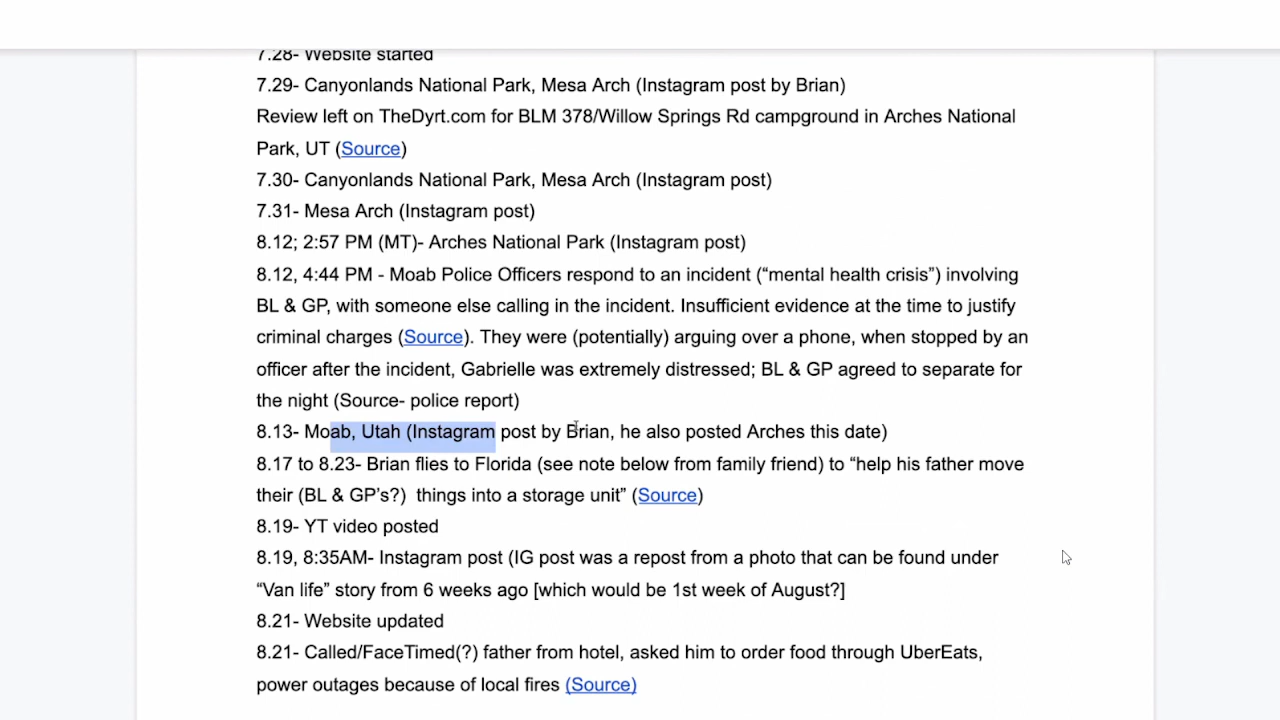 7.28- Website started
7.29- Canyonlands National Park, Mesa Arch (Instagram post by Brian)
Review left on TheDyrt.com for BLM 378/Willow Springs Rd campground in Arches National
Park, UT (Source)
7.30- Canyonlands National Park, Mesa Arch (Instagram post)
7.31- Mesa Arch (Instagram post)
8.12; 2:57 PM (MT)- Arches National Park (Instagram post)
8.12, 4:44 PM - Moab Police Officers respond to an incident (“mental health crisis”) involving
BL & GP, with someone else calling in the incident. Insufficient evidence at the time to justify
criminal charges (Source). They were (potentially) arguing over a phone, when stopped by an
officer after the incident, Gabrielle was extremely distressed; BL & GP agreed to separate for
the night (Source- police report)
8.13- Moab, Utah (Instagram post by Brian, he also posted Arches this date)
8.17 to 8.23- Brian flies to Florida (see note below from family friend) to “help his father move
their (BL & GP’s?)  things into a storage unit” (Source)
8.19- YT video posted
8.19, 8:35AM- Instagram post (IG post was a repost from a photo that can be found under
“Van life” story from 6 weeks ago [which would be 1st week of August?]
8.21- Website updated
8.21- Called/FaceTimed(?) father from hotel, asked him to order food through UberEats,
power outages because of local fires (Source)